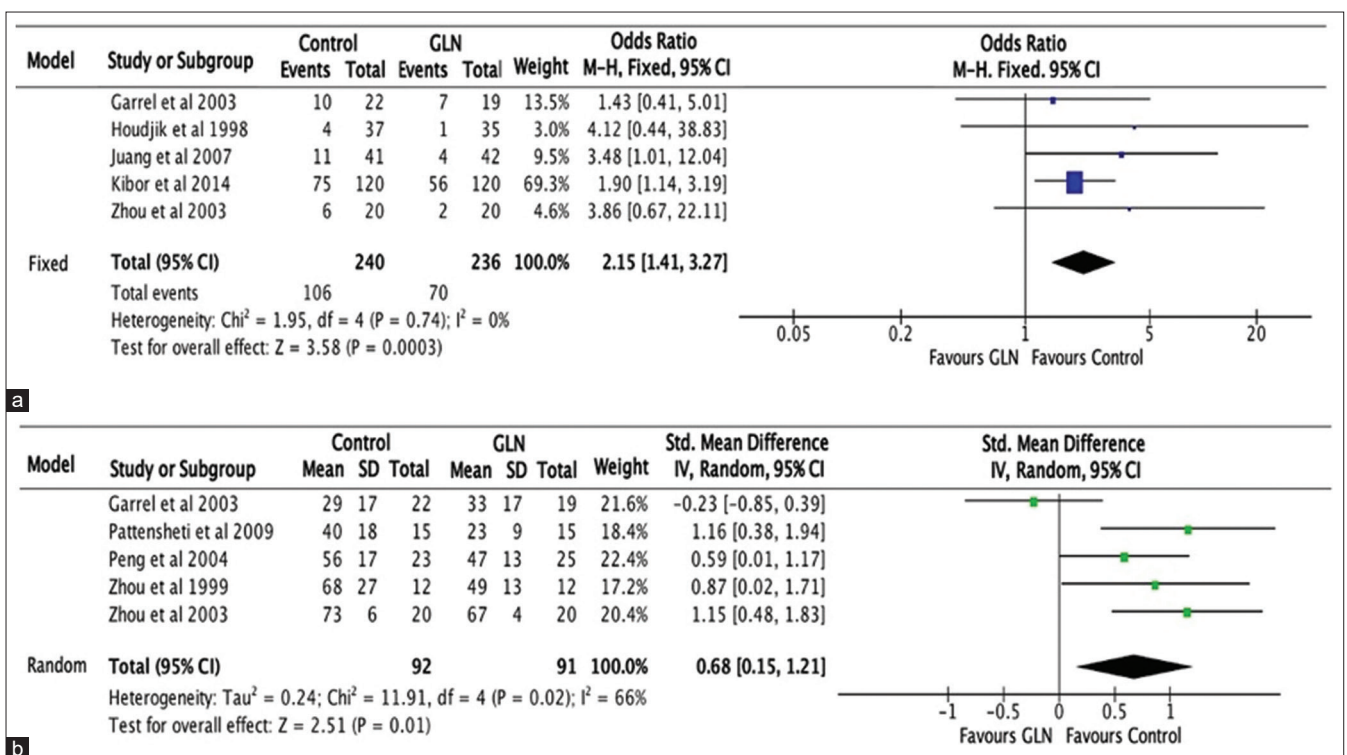 Control GLN Odds Ratio Odds Ratio
Model Study or Subgroup Events Total Events Total Weight M-H, Fixed, 95% CI M-H. Fixed. 95% CI
Garrel et al 2003 10 22 7 19 13.5% 1.43 [0.41, 5.01]
Houdjik et al 1998 4 37 1 35 3.0% 4.12 [0.44, 38.83]
Juang et al 2007 11 41 4 42 9.5% 3.48 [1.01, 12.04]
Kibor et al 2014 75 120 56 120 69.3% 1.90 [1.14, 3.19]
Zhou et al 2003 6 20 2 20 4.6% 3.86 [0.67, 22.11]
Fixed Total (95% CI) 240 236 100.0% 2.15 [1.41, 3.27]
Total events 106 70
Heterogeneity: Chi² = 1.95, df = 4 (P = 0.74); I² = 0%
Test for overall effect: Z = 3.58 (P = 0.0003)
0.05 0.2 1 5 20
Favours GLN Favours Control
a
Control GLN Std. Mean Difference Std. Mean Difference
Model Study or Subgroup Mean SD Total Mean SD Total Weight IV, Random, 95% CI IV, Random, 95% CI
Garrel et al 2003 29 17 22 33 17 19 21.6% -0.23 [-0.85, 0.39]
Pattensheti et al 2009 40 18 15 23 9 15 18.4% 1.16 [0.38, 1.94]
Peng et al 2004 56 17 23 47 13 25 22.4% 0.59 [0.01, 1.17]
Zhou et al 1999 68 27 12 49 13 12 17.2% 0.87 [0.02, 1.71]
Zhou et al 2003 73 6 20 67 4 20 20.4% 1.15 [0.48, 1.83]
Random Total (95% CI) 92 91 100.0% 0.68 [0.15, 1.21]
Heterogeneity: Tau² = 0.24; Chi² = 11.91, df = 4 (P = 0.02); I² = 66%
Test for overall effect: Z = 2.51 (P = 0.01)
-1 -0.5 0 0.5 1
Favours GLN Favours Control
b